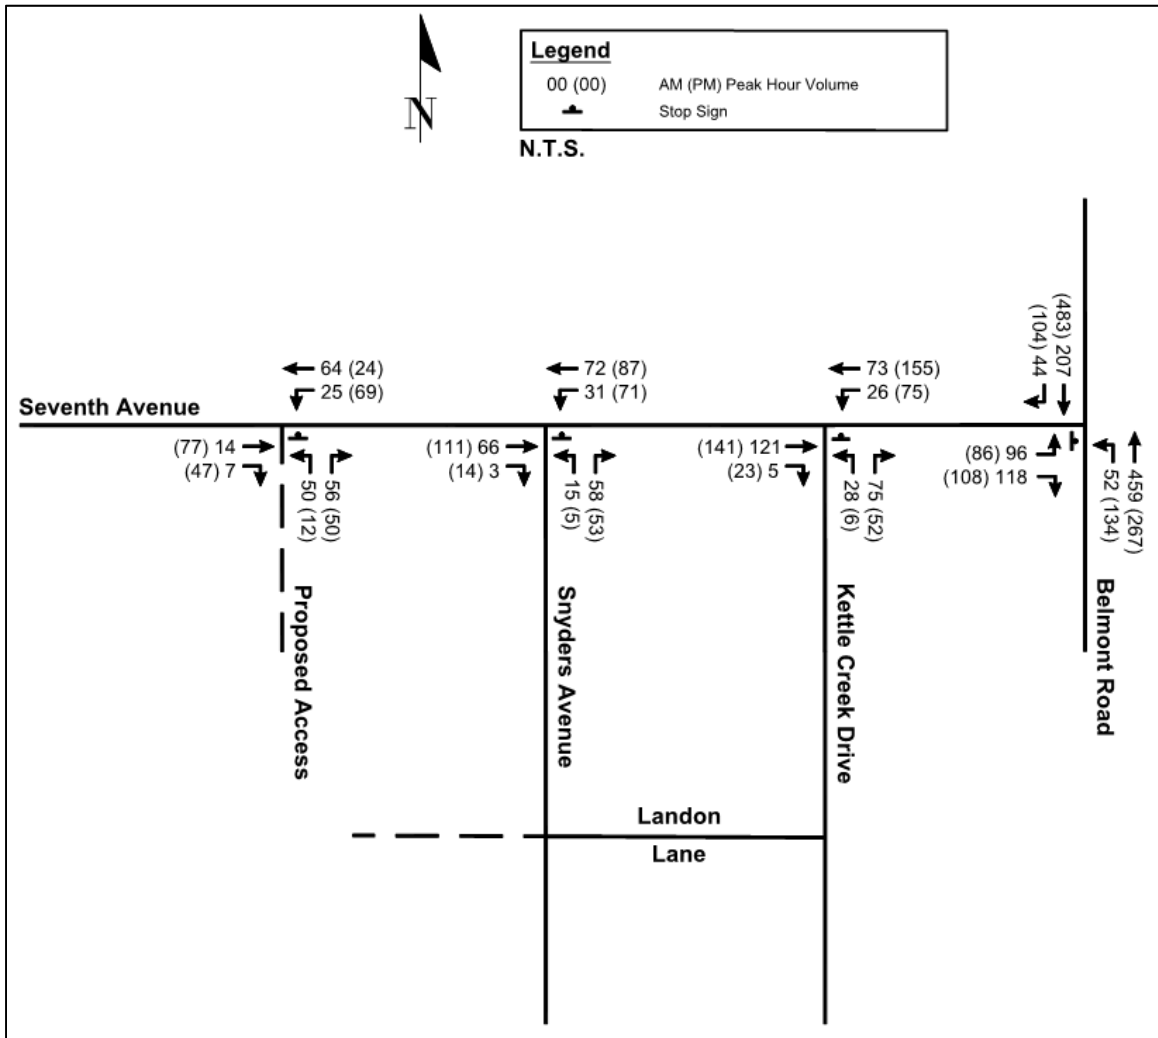 Legend
00 (00) AM (PM) Peak Hour Volume
Stop Sign
N
N.T.S.
(483) 207
(104) 44
64 (24)
25 (69)
72 (87)
31 (71)
73 (155)
26 (75)
Seventh Avenue
(77) 14
(47) 7
56 (50)
50 (12)
(111) 66
(14) 3
58 (53)
15 (5)
(141) 121
(23) 5
75 (52)
28 (6)
(86) 96
(108) 118
459 (267)
52 (134)
Proposed Access
Snyders Avenue
Kettle Creek Drive
Belmont Road
Landon
Lane